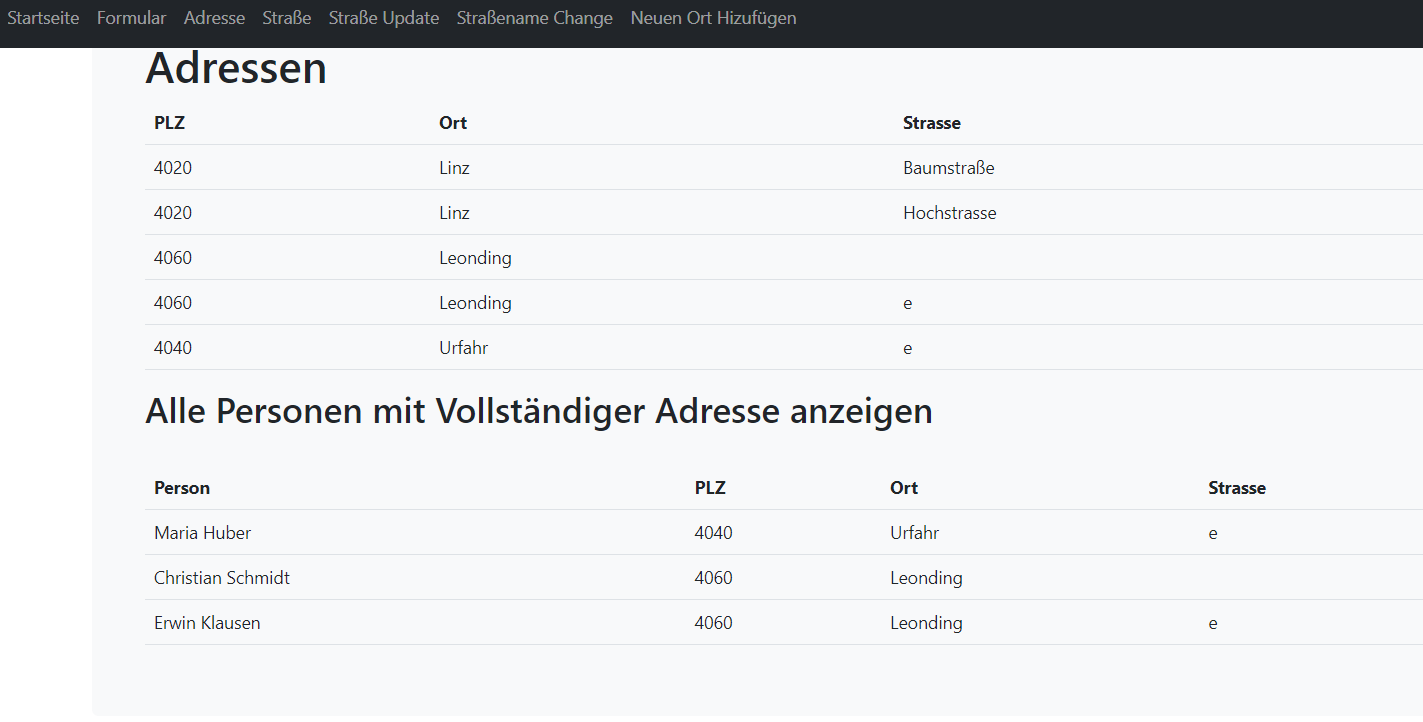 Startseite Formular Adresse Straße Straße Update Straßename Change Neuen Ort Hizufügen
Adressen
PLZ Ort Strasse
4020 Linz Baumstraße
4020 Linz Hochstrasse
4060 Leonding
4060 Leonding e
4040 Urfahr e
Alle Personen mit Vollständiger Adresse anzeigen
Person PLZ Ort Strasse
Maria Huber 4040 Urfahr e
Christian Schmidt 4060 Leonding
Erwin Klausen 4060 Leonding e